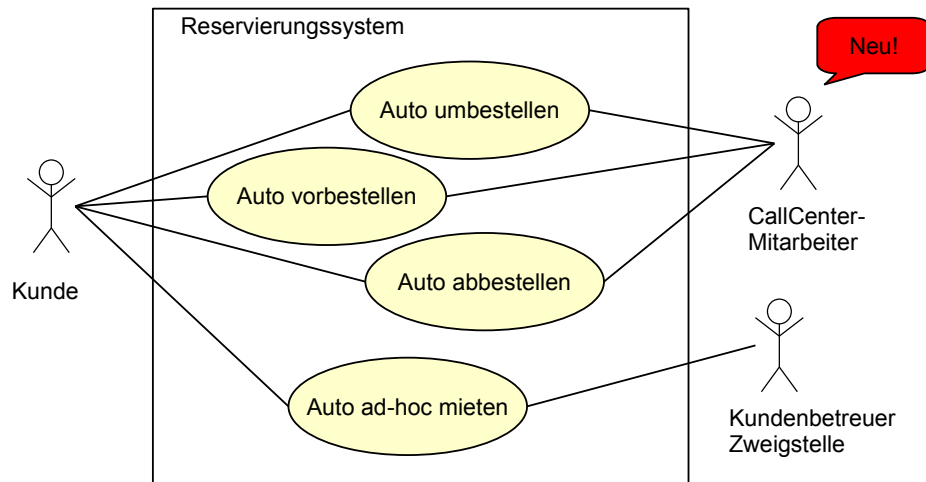 Reservierungssystem
Neu!
Auto umbestellen
Auto vorbestellen
CallCenter-
Mitarbeiter
Auto abbestellen
Kunde
Auto ad-hoc mieten
Kundenbetreuer
Zweigstelle